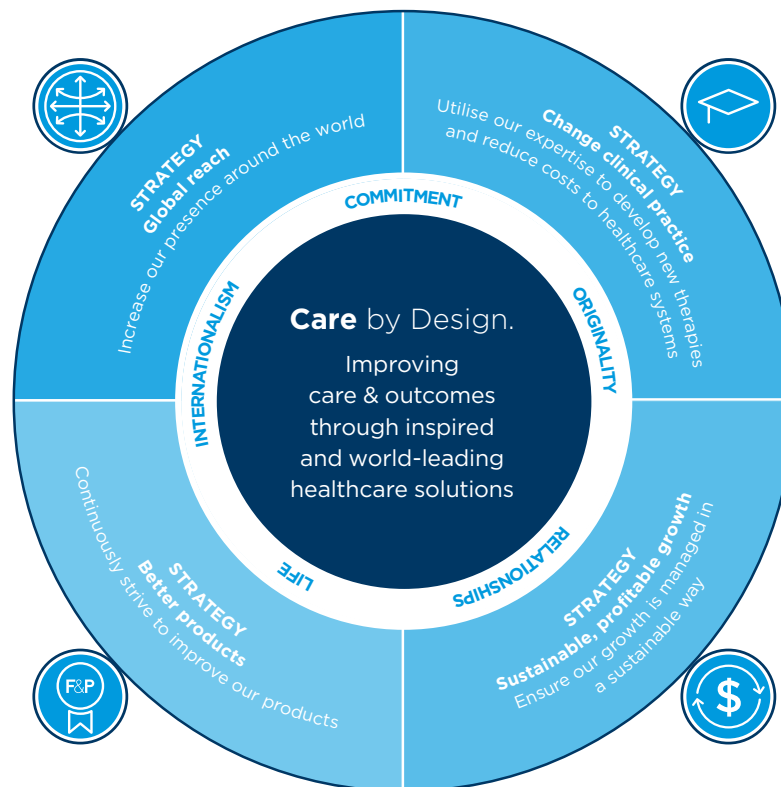 STRATEGY
Global reach
Increase our presence around the world
STRATEGY
Change clinical practice
Utilise our expertise to develop new therapies
and reduce costs to healthcare systems
COMMITMENT
INTERNATIONALISM
ORIGINALITY
Care by Design.
Improving
care & outcomes
through inspired
and world-leading
healthcare solutions
LIFE
RELATIONSHIPS
STRATEGY
Better products
Continuously strive to improve our products
STRATEGY
Sustainable, profitable growth
Ensure our growth is managed in
a sustainable way
F&P
$